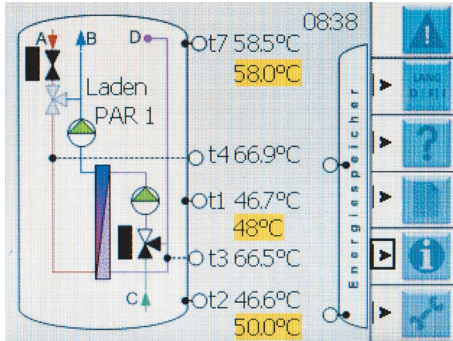 08:38
A
B
D
t7 58.5°C
58.0°C
Laden
PAR 1
t4 66.9°C
t1 46.7°C
48°C
t3 66.5°C
C
t2 46.6°C
50.0°C
Energiespeicher
LANG
D F I
?
i